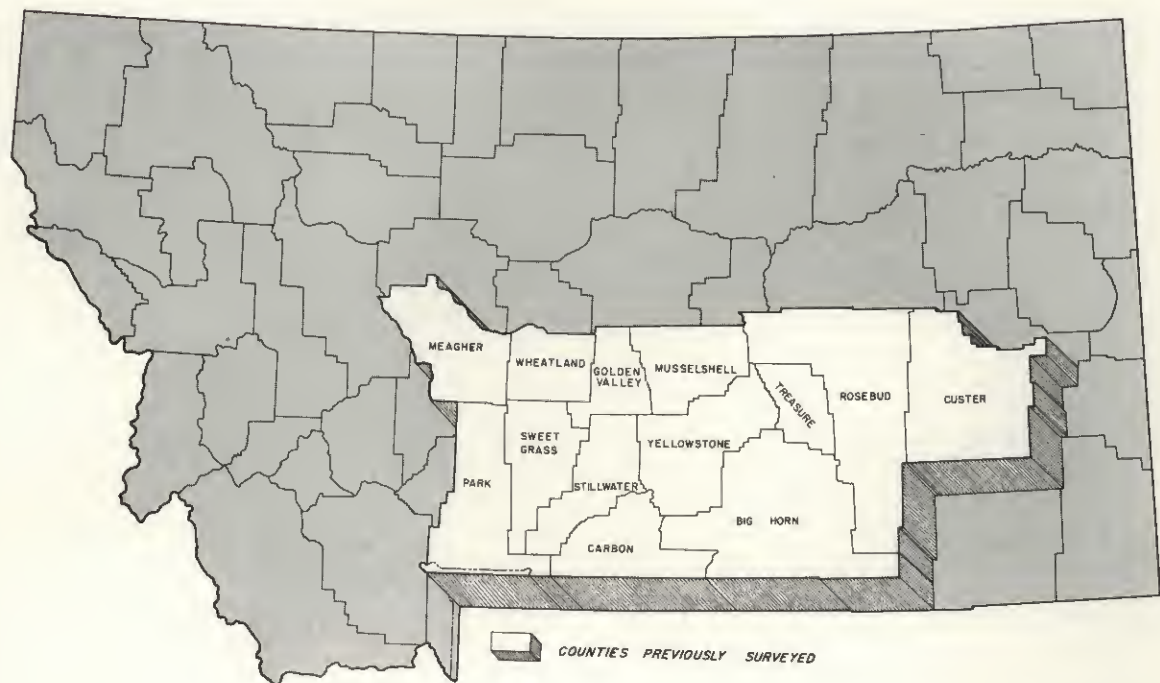 MEAGHER
WHEATLAND
GOLDEN
VALLEY
MUSSELSHELL
TREASURE
ROSEBUD
CUSTER
SWEET
GRASS
YELLOWSTONE
PARK
STILLWATER
BIG HORN
CARBON
COUNTIES PREVIOUSLY SURVEYED